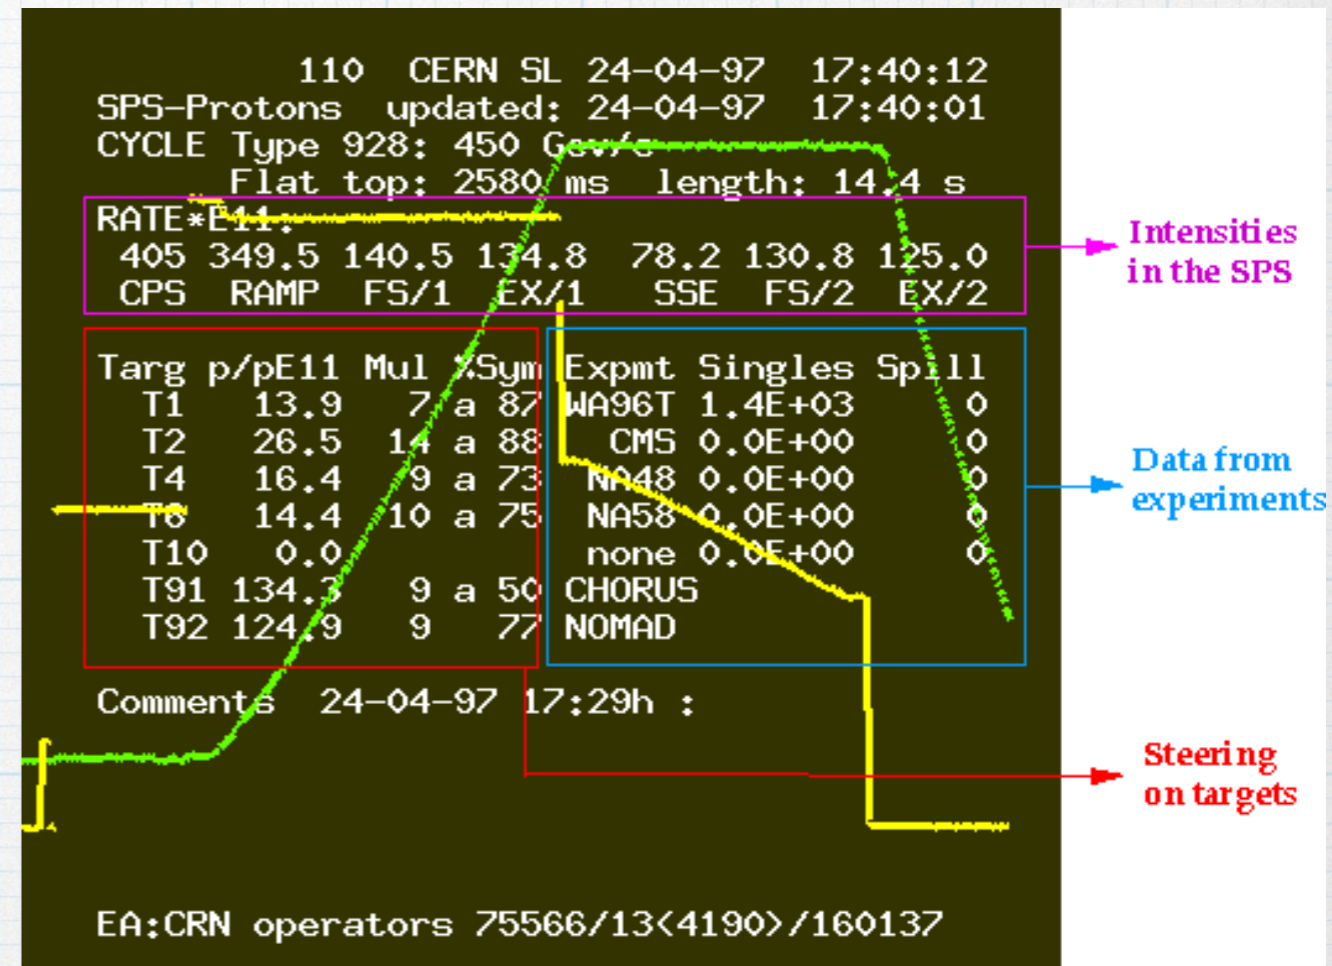 110 CERN SL 24-04-97 17:40:12
SPS-Protons updated: 24-04-97 17:40:01
CYCLE Type 928: 450 Gev/c
Flat top: 2580 ms length: 14.4 s
RATE*E11:
405 349.5 140.5 134.8 78.2 130.8 125.0
CPS RAMP FS/1 EX/1 SSE FS/2 EX/2
Intensities
in the SPS
Targ p/pE11 Mul %Sym Expmt Singles Spill
T1 13.9 7 a 87 WA96T 1.4E+03 0
T2 26.5 14 a 88 CMS 0.0E+00 0
T4 16.4 9 a 73 NA48 0.0E+00 0
T6 14.4 10 a 75 NA58 0.0E+00 0
T10 0.0 none 0.0E+00 0
T91 134.3 9 a 50 CHORUS
T92 124.9 9 77 NOMAD
Data from
experiments
Comments 24-04-97 17:29h :
Steering
on targets
EA:CRN operators 75566/13(4190)/160137